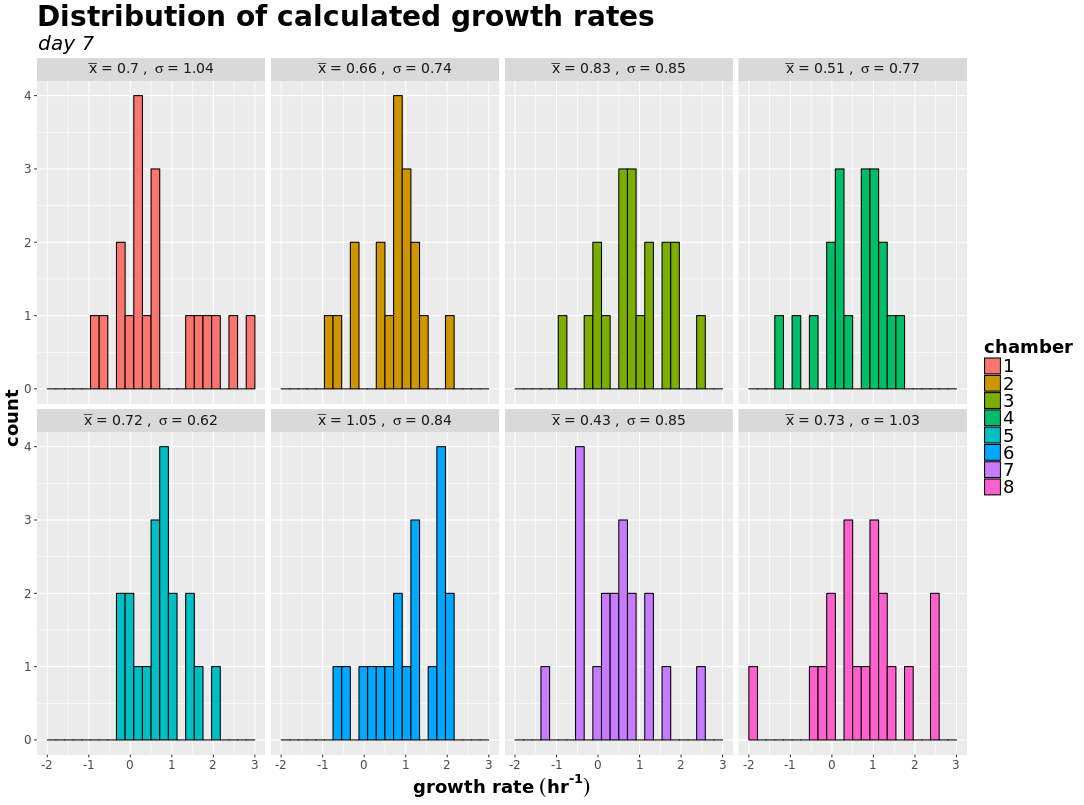 Distribution of calculated growth rates
day 7
x̅ = 0.7 , σ = 1.04
x̅ = 0.66 , σ = 0.74
x̅ = 0.83 , σ = 0.85
x̅ = 0.51 , σ = 0.77
4
3
2
1
0
x̅ = 0.72 , σ = 0.62
x̅ = 1.05 , σ = 0.84
x̅ = 0.43 , σ = 0.85
x̅ = 0.73 , σ = 1.03
4
3
2
1
0
-2 -1 0 1 2 3
-2 -1 0 1 2 3
-2 -1 0 1 2 3
-2 -1 0 1 2 3
count
growth rate (hr⁻¹)
chamber
1
2
3
4
5
6
7
8